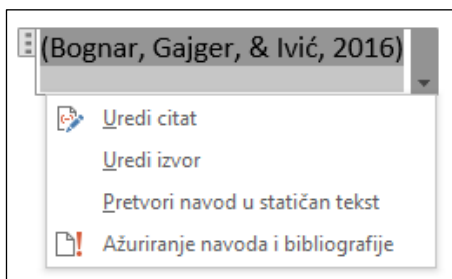 (Bognar, Gajger, & Ivić, 2016)
Uredi citat
Uredi izvor
Pretvori navod u statičan tekst
Ažuriranje navoda i bibliografije